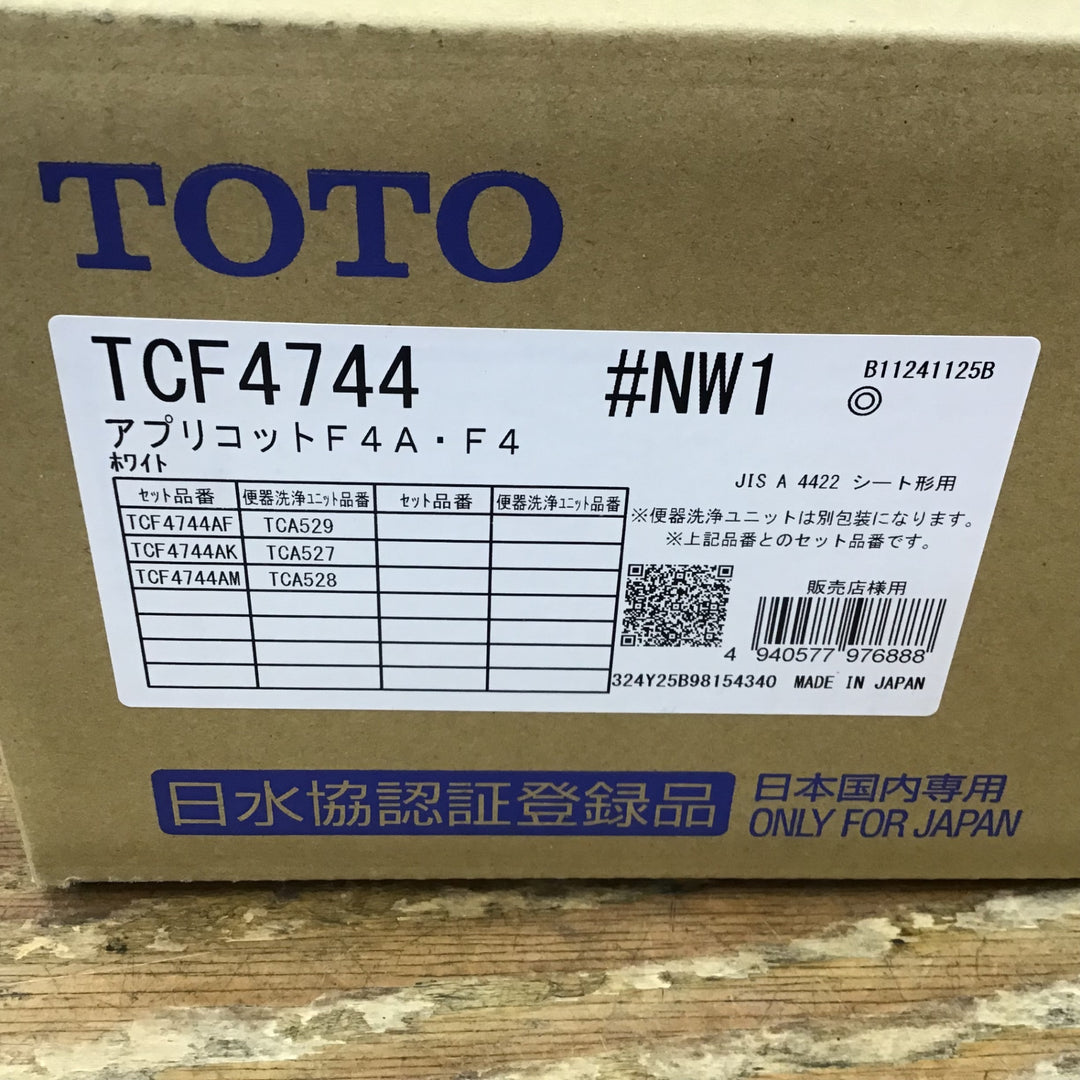 TOTO
TCF4744 #NW1 B11241125B
◎
アプリコットF4A・F4
ホワイト
JIS A 4422 シート形用
セット品番 便器洗浄ユニット品番 セット品番 便器洗浄ユニット品番
TCF4744AF TCA529
TCF4744AK TCA527
TCF4744AM TCA528
※便器洗浄ユニットは別包装になります。
※上記品番とのセット品番です。
販売店様用
4 940577 976888
324Y25B98154340 MADE IN JAPAN
日水協認証登録品
日本国内専用
ONLY FOR JAPAN